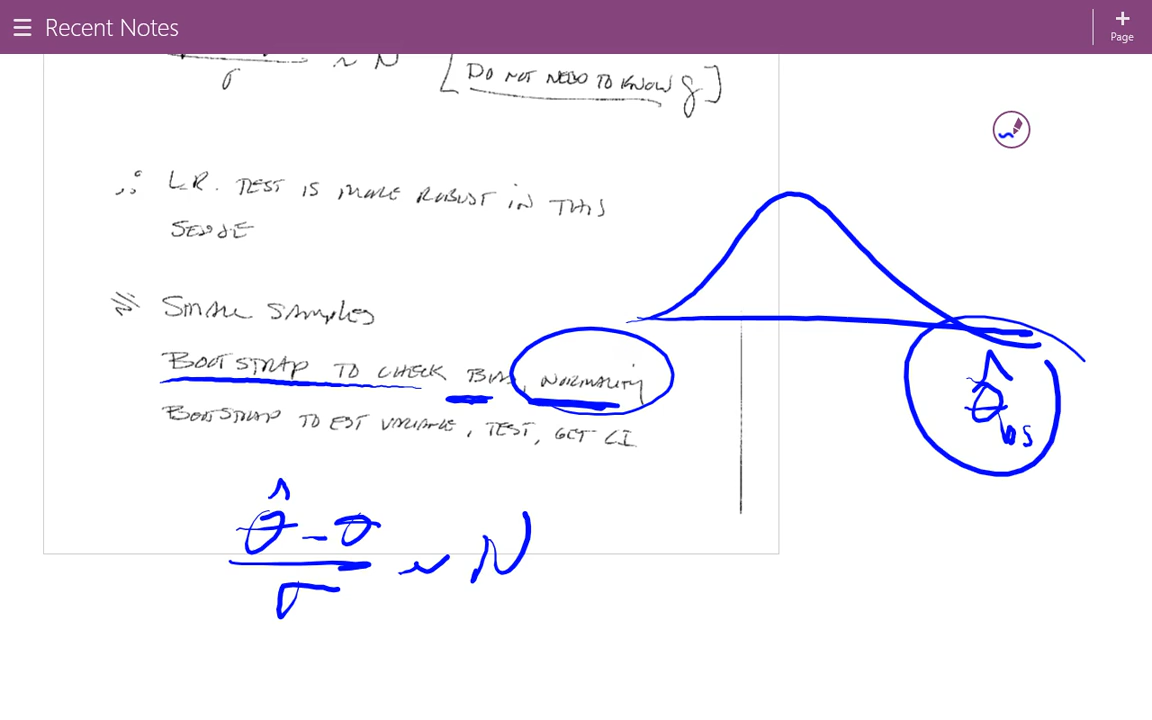 Recent Notes
+
Page
σ ~ N [DO NOT NEED TO KNOW g]
∴ L.R. TEST IS MORE ROBUST IN THIS
SENSE
SMALL SAMPLES
BOOTSTRAP TO CHECK BIAS, NORMALITY
BOOTSTRAP TO EST VARIANCE, TEST, GET CI
θ̂ - θ
σ ~ N
θ̂ BS